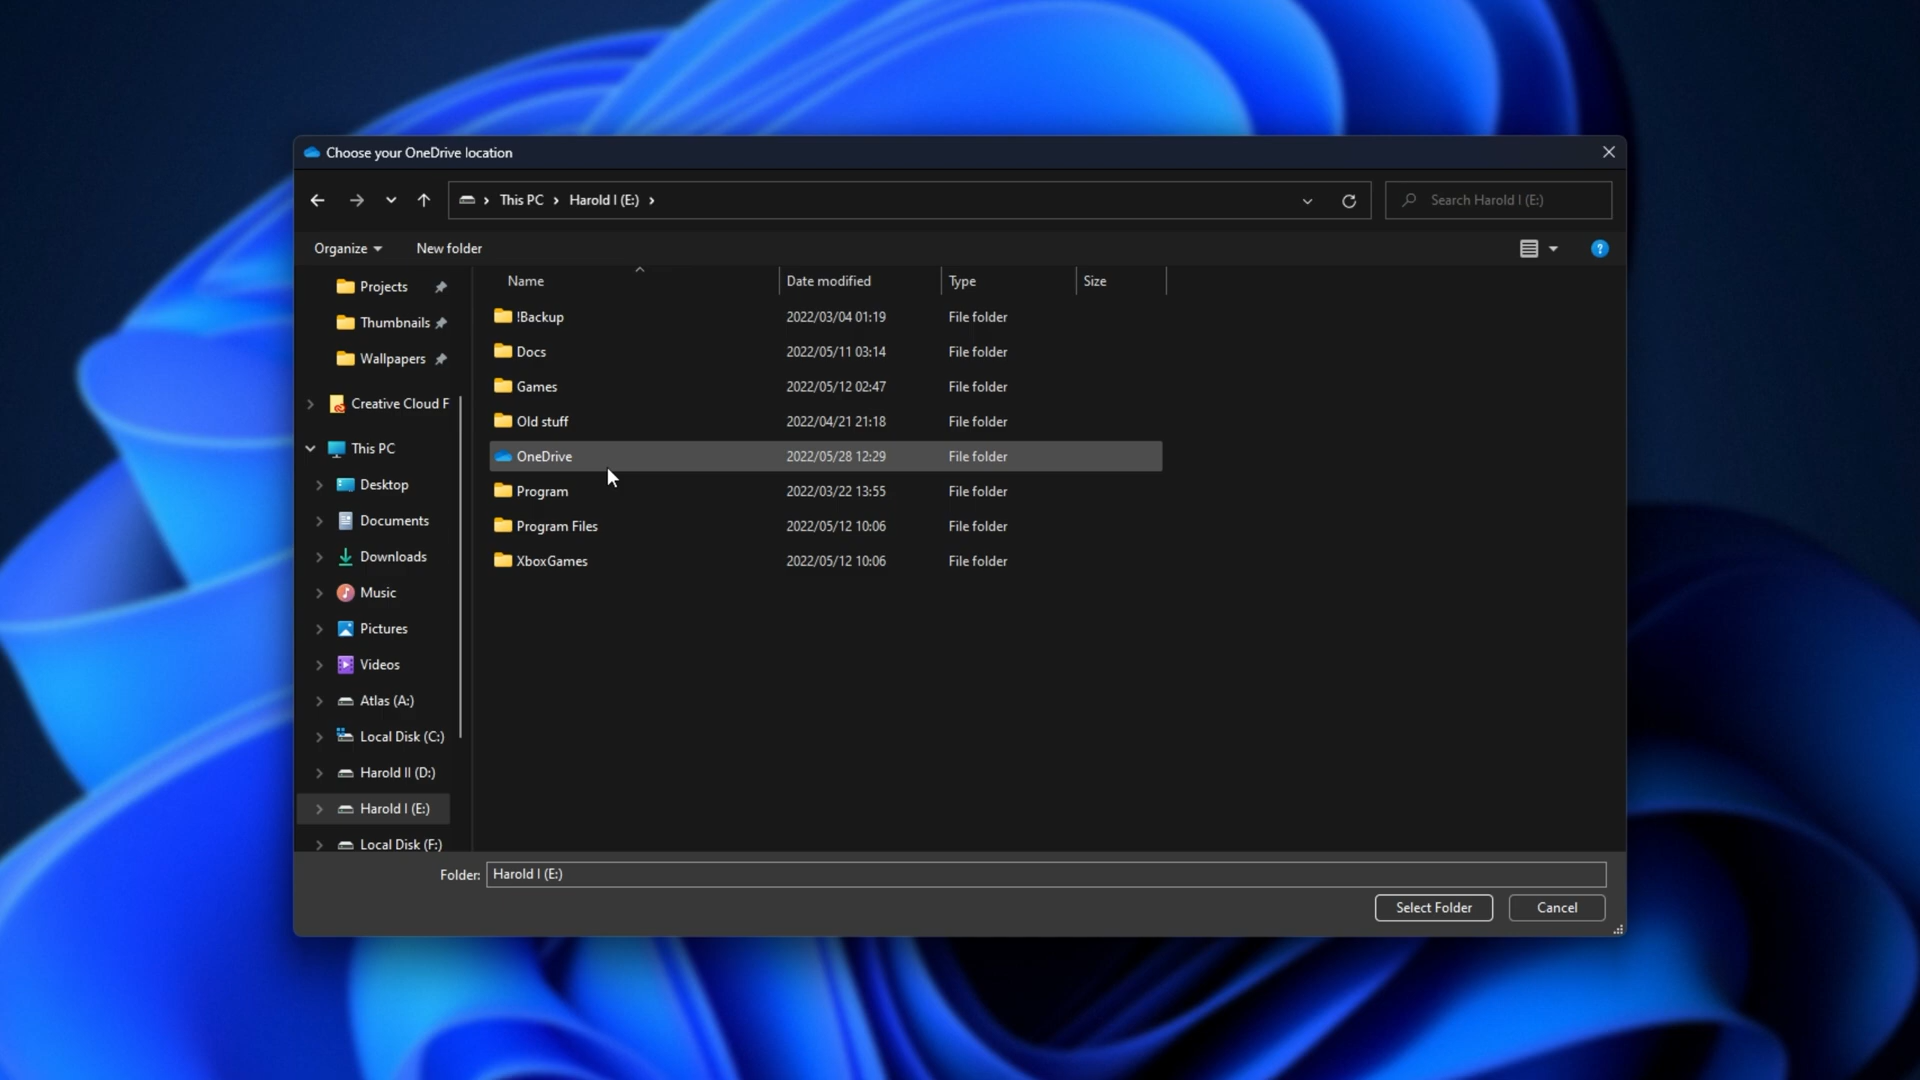 Choose your OneDrive location
This PC Harold I (E:) Search Harold I (E:)
Organize New folder ?
Projects
Thumbnails
Wallpapers
Creative Cloud F
This PC
Desktop
Documents
Downloads
Music
Pictures
Videos
Atlas (A:)
Local Disk (C:)
Harold II (D:)
Harold I (E:)
Local Disk (F:)
Name Date modified Type Size
!Backup 2022/03/04 01:19 File folder
Docs 2022/05/11 03:14 File folder
Games 2022/05/12 02:47 File folder
Old stuff 2022/04/21 21:18 File folder
OneDrive 2022/05/28 12:29 File folder
Program 2022/03/22 13:55 File folder
Program Files 2022/05/12 10:06 File folder
XboxGames 2022/05/12 10:06 File folder
Folder: Harold I (E:)
Select Folder Cancel